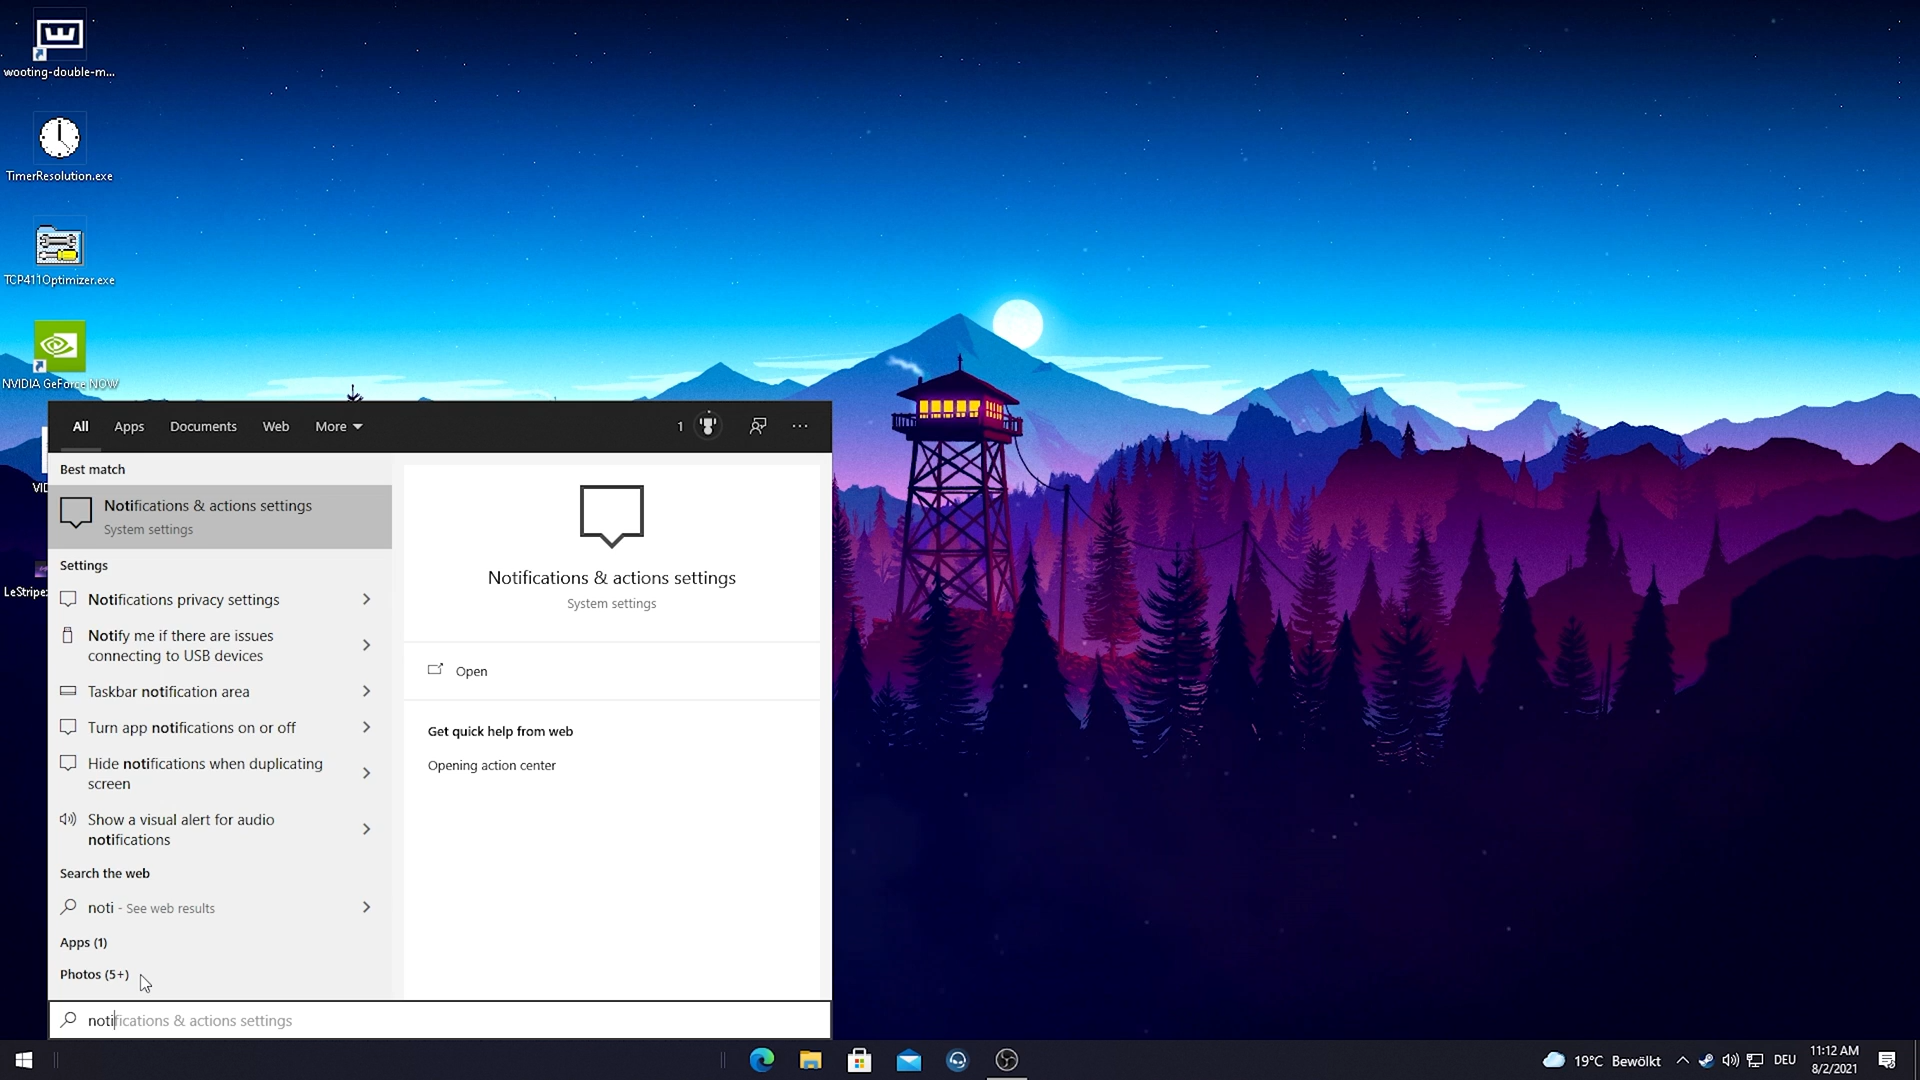 wooting-double-m...
TimerResolution.exe
TCP411Optimizer.exe
NVIDIA GeForce NOW
VID
LeStripe
All
Apps
Documents
Web
More
1
Best match
Notifications & actions settings
System settings
Settings
Notifications privacy settings
Notify me if there are issues
connecting to USB devices
Taskbar notification area
Turn app notifications on or off
Hide notifications when duplicating
screen
Show a visual alert for audio
notifications
Search the web
noti - See web results
Apps (1)
Photos (5+)
Notifications & actions settings
System settings
Open
Get quick help from web
Opening action center
notifications & actions settings
19°C Bewölkt
DEU
11:12 AM
8/2/2021